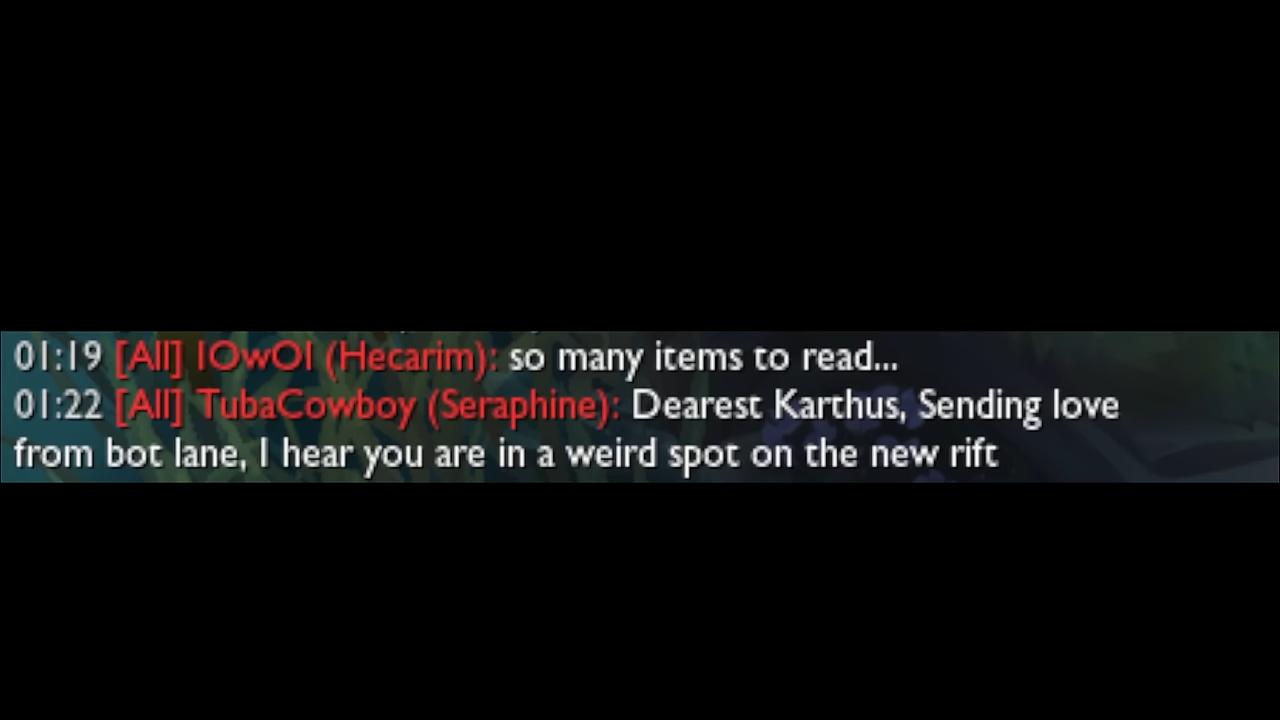 01:19 [All] IOwOI (Hecarim): so many items to read...
01:22 [All] TubaCowboy (Seraphine): Dearest Karthus, Sending love
from bot lane, I hear you are in a weird spot on the new rift